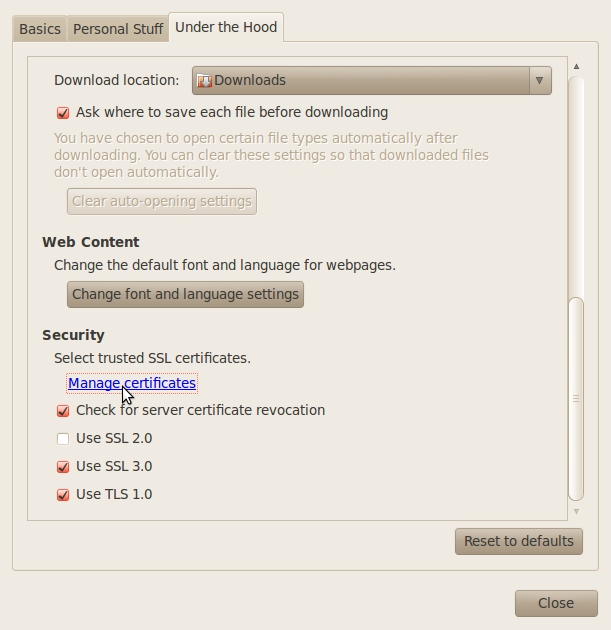 Basics Personal Stuff Under the Hood
Download location: Downloads
Ask where to save each file before downloading
You have chosen to open certain file types automatically after
downloading. You can clear these settings so that downloaded files
don't open automatically.
Clear auto-opening settings
Web Content
Change the default font and language for webpages.
Change font and language settings
Security
Select trusted SSL certificates.
Manage certificates
Check for server certificate revocation
Use SSL 2.0
Use SSL 3.0
Use TLS 1.0
Reset to defaults
Close